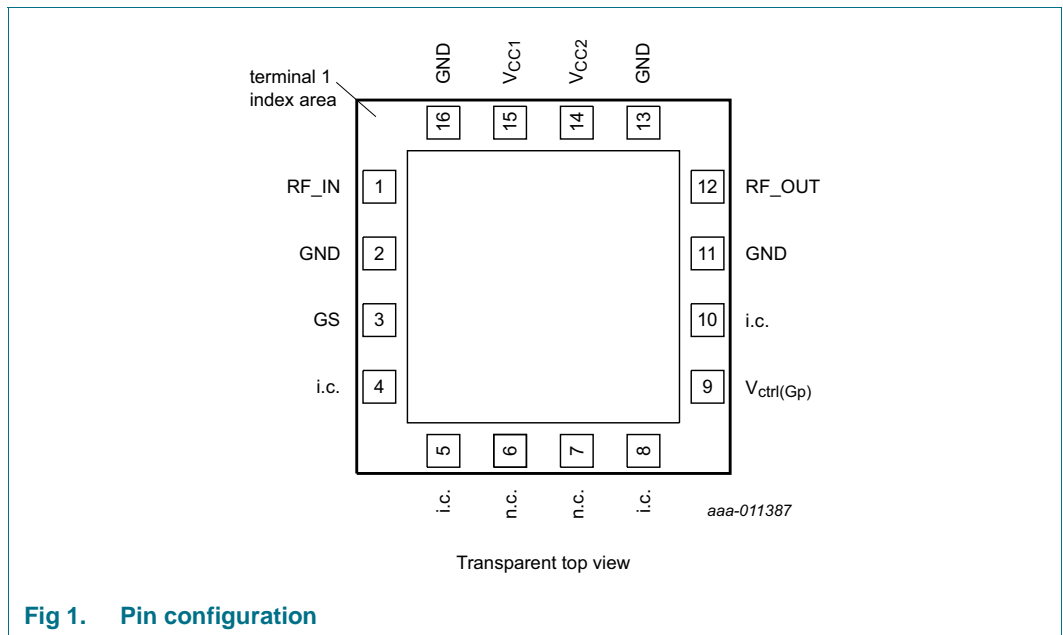 GND
VCC1
VCC2
GND
terminal 1
index area
16
15
14
13
RF_IN
1
12
RF_OUT
GND
2
11
GND
GS
3
10
i.c.
i.c.
4
9
Vctrl(Gp)
5
6
7
8
i.c.
n.c.
n.c.
i.c.
aaa-011387
Transparent top view
Fig 1. Pin configuration